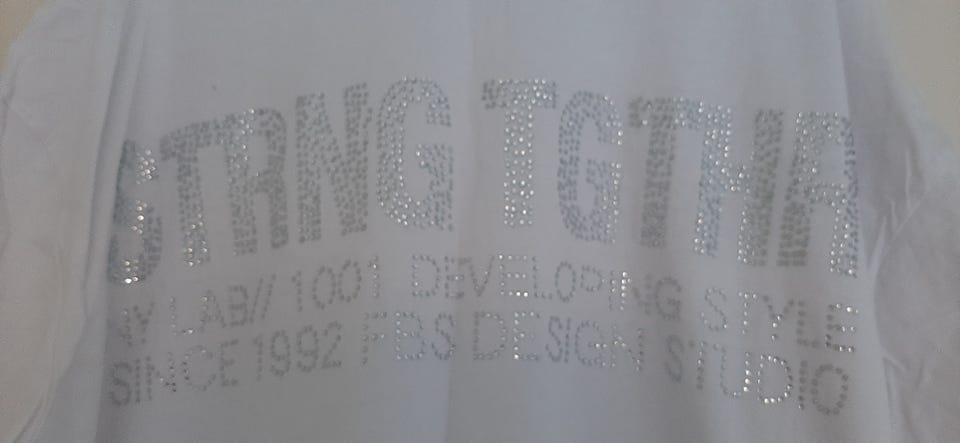 STRNG TGTHR
LAB// 1001 DEVELOPING STYLE
SINCE 1992 FBS DESIGN STUDIO